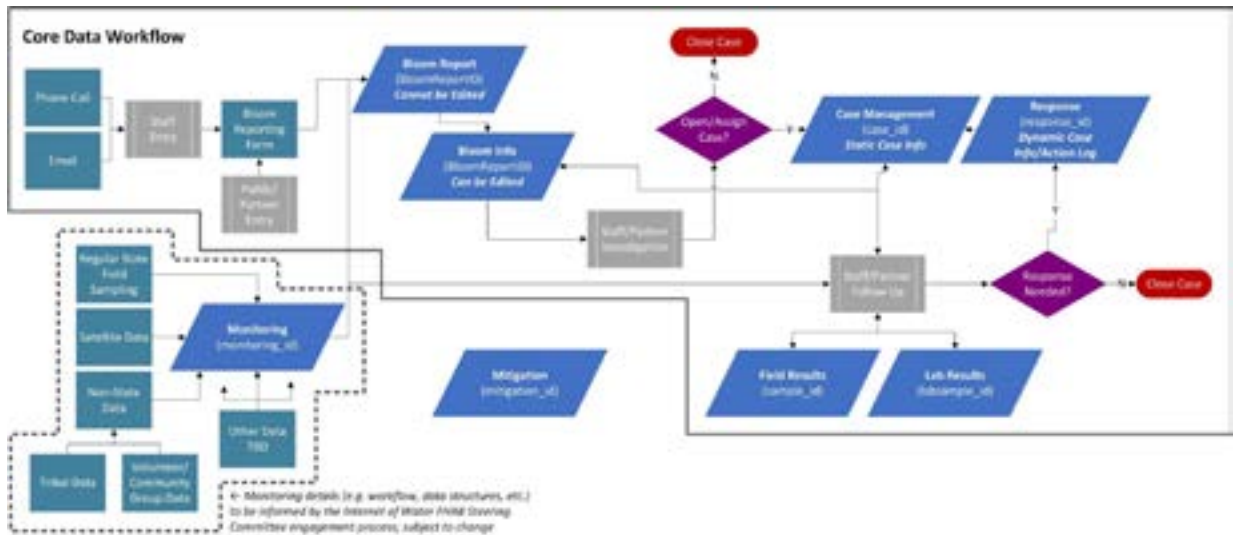 Core Data Workflow
Phone Call
Email
Staff
Entry
Bloom
Reporting
Form
Public/
Partner
Entry
Bloom Report
(BloomReportID)
Cannot be Edited
Bloom Info
(BloomReportID)
Can be Edited
Staff/Partner
Investigation
Open/Assign
Case?
N
Close Case
Y
Case Management
(case_id)
Static Case Info
Response
(response_id)
Dynamic Case
Info/Action Log
Y
Staff/Partner
Follow Up
Response
Needed?
N
Close Case
Field Results
(sample_id)
Lab Results
(labsample_id)
Mitigation
(mitigation_id)
Regular State
Field
Sampling
Satellite Data
Non-State
Data
Monitoring
(monitoring_id)
Other Data
TBD
Tribal Data
Volunteer/
Community
Group Data
← Monitoring details (e.g. workflow, data structures, etc.)
to be informed by the Internet of Water FHAB Steering
Committee engagement process, subject to change